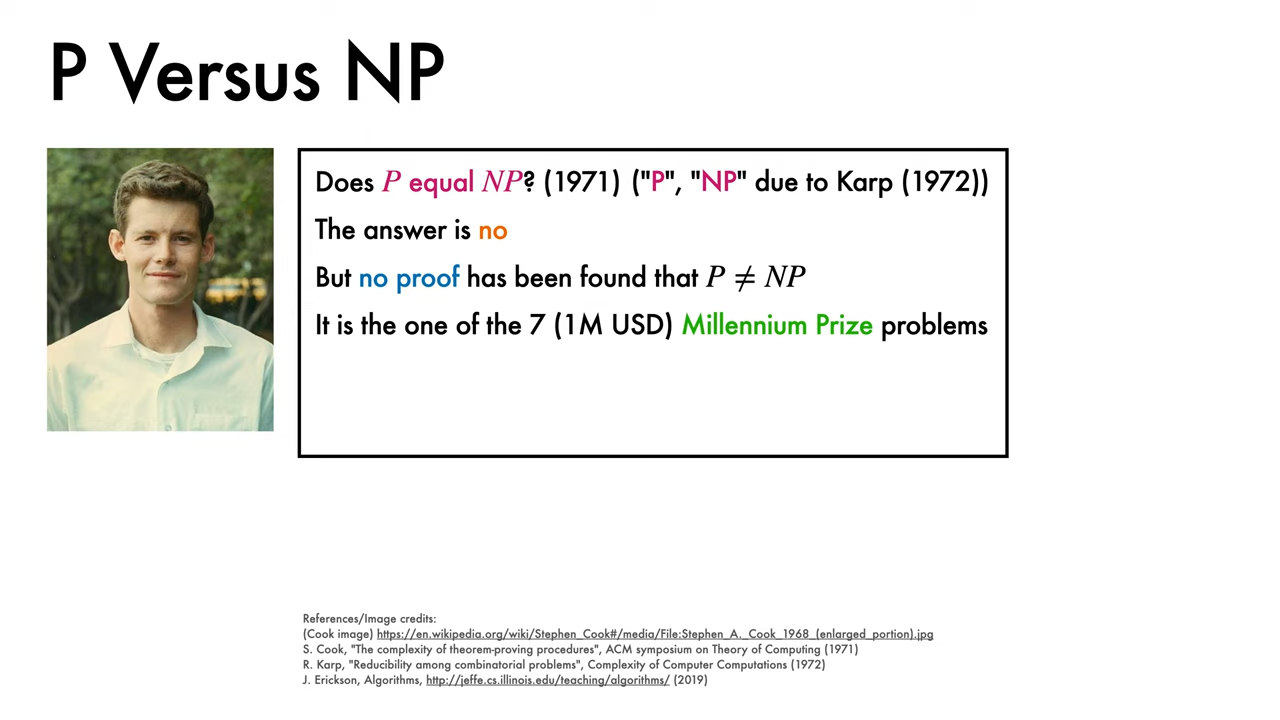 P Versus NP
Does P equal NP? (1971) ("P", "NP" due to Karp (1972))
The answer is no
But no proof has been found that P ≠ NP
It is the one of the 7 (1M USD) Millennium Prize problems
References/Image credits:
(Cook image) https://en.wikipedia.org/wiki/Stephen_Cook#/media/File:Stephen_A._Cook_1968_(enlarged_portion).jpg
S. Cook, "The complexity of theorem-proving procedures", ACM symposium on Theory of Computing (1971)
R. Karp, "Reducibility among combinatorial problems", Complexity of Computer Computations (1972)
J. Erickson, Algorithms, http://jeffe.cs.illinois.edu/teaching/algorithms/ (2019)